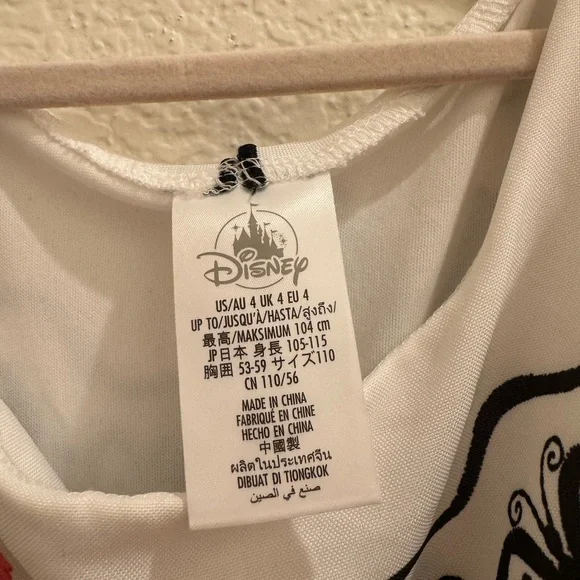 Disney
US/AU 4 UK 4 EU 4
UP TO/JUSQU'À/HASTA/สูงถึง/
最高/MAKSIMUM 104 cm
JP日本 身長 105-115
胸囲 53-59 サイズ110
CN 110/56
MADE IN CHINA
FABRIQUÉ EN CHINE
HECHO EN CHINA
中國製
ผลิตในประเทศจีน
DIBUAT DI TIONGKOK
صنع في الصين